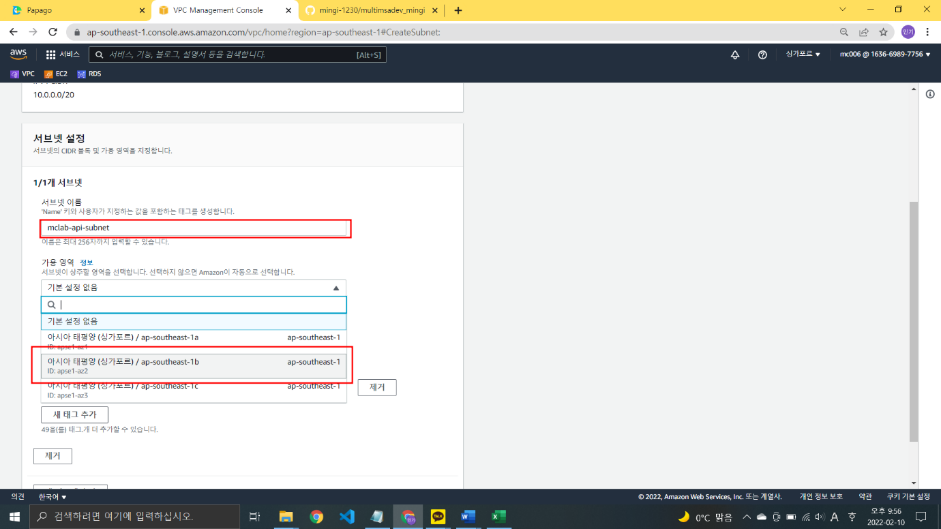 Papago
VPC Management Console
mingi-1230/multimsadev_mingi
ap-southeast-1.console.aws.amazon.com/vpc/home?region=ap-southeast-1#CreateSubnet:
민기
aws
서비스
서비스, 기능, 블로그, 설명서 등을 검색합니다.
[Alt+S]
싱가포르
mc006 @ 1636-6989-7756
VPC
EC2
RDS
10.0.0.0/20
서브넷 설정
서브넷의 CIDR 블록 및 가용 영역을 지정합니다.
1/1개 서브넷
서브넷 이름
'Name' 키와 사용자가 지정하는 값을 포함하는 태그를 생성합니다.
mclab-api-subnet
이름은 최대 256자까지 입력할 수 있습니다.
가용 영역 정보
서브넷이 상주할 영역을 선택합니다. 선택하지 않으면 Amazon이 자동으로 선택합니다.
기본 설정 없음
기본 설정 없음
아시아 태평양 (싱가포르) / ap-southeast-1a ap-southeast-1
ID: apse1-az1
아시아 태평양 (싱가포르) / ap-southeast-1b ap-southeast-1
ID: apse1-az2
아시아 태평양 (싱가포르) / ap-southeast-1c ap-southeast-1
ID: apse1-az3
제거
새 태그 추가
49을(를) 태그.개 더 추가할 수 있습니다.
제거
의견
한국어
© 2022, Amazon Web Services, Inc. 또는 계열사.
개인 정보 보호
약관
쿠키 기본 설정
검색하려면 여기에 입력하십시오.
0°C 맑음
A
오후 9:56
2022-02-10